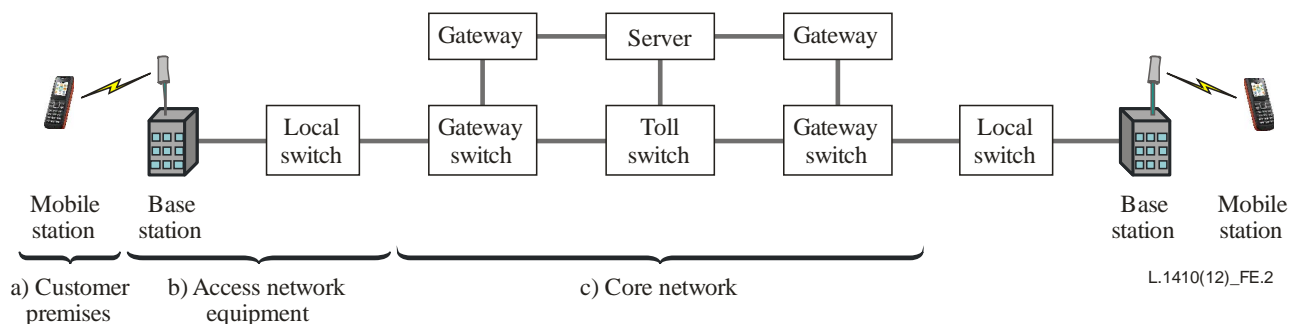 Gateway
Server
Gateway
Local
switch
Gateway
switch
Toll
switch
Gateway
switch
Local
switch
Mobile
station
Base
station
Base
station
Mobile
station
a) Customer
premises
b) Access network
equipment
c) Core network
L.1410(12)_FE.2